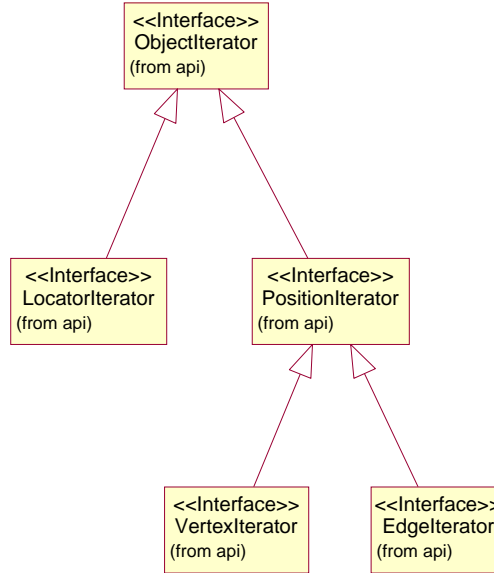 <<Interface>>
ObjectIterator
(from api)
<<Interface>>
LocatorIterator
(from api)
<<Interface>>
PositionIterator
(from api)
<<Interface>>
VertexIterator
(from api)
<<Interface>>
EdgeIterator
(from api)